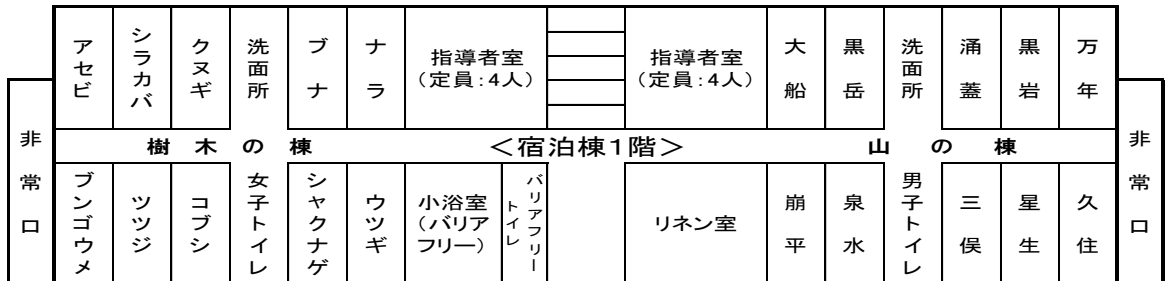 アセビ
シラカバ
クヌギ
洗面所
ブナ
ナラ
指導者室
（定員：4人）
指導者室
（定員：4人）
大船
黒岳
洗面所
涌蓋
黒岩
万年
非常口
樹木の棟
＜宿泊棟1階＞
山の棟
非常口
ブンゴウメ
ツツジ
コブシ
女子トイレ
シャクナゲ
ウツギ
小浴室
（バリア
フリー）
バリアフリー
トイレ
リネン室
崩平
泉水
男子トイレ
三俣
星生
久住